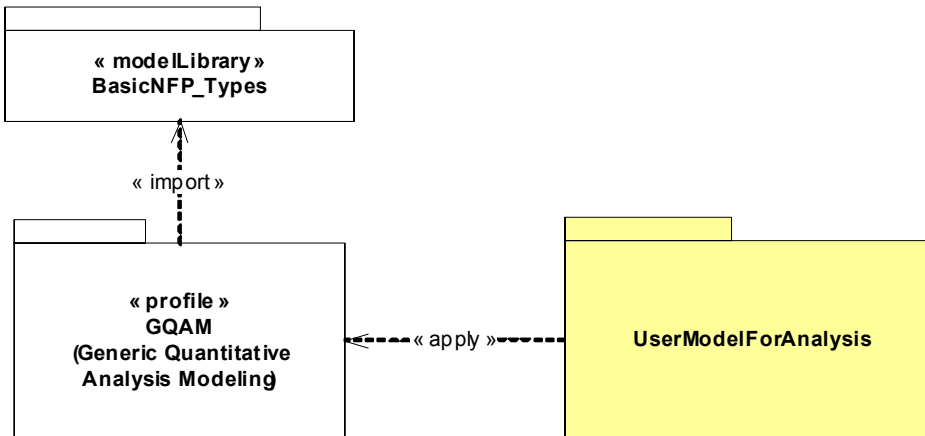 « modelLibrary »
BasicNFP_Types
« import »
« profile »
GQAM
(Generic Quantitative
Analysis Modeling)
« apply »
UserModelForAnalysis